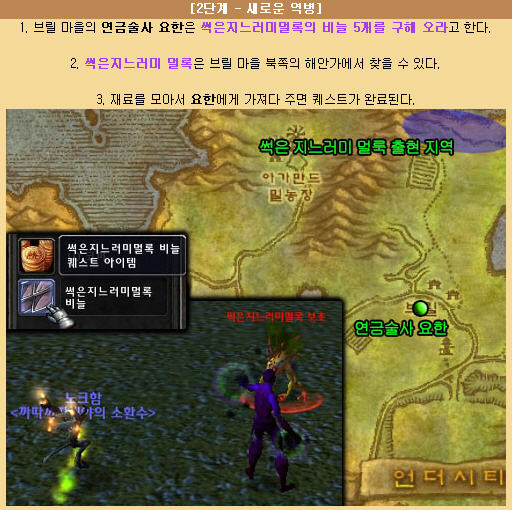 [2단계 - 새로운 역병]
1. 브릴 마을의 연금술사 요한은 썩은지느러미멀록의 비늘 5개를 구해 오라고 한다.
2. 썩은지느러미 멀록은 브릴 마을 북쪽의 해안가에서 찾을 수 있다.
3. 재료를 모아서 요한에게 가져다 주면 퀘스트가 완료된다.
썩은 지느러미 멀록 출현 지역
아가만드
밀농장
썩은지느러미멀록 비늘
퀘스트 아이템
썩은지느러미멀록
비늘
연금술사 요한
썩은지느러미멀록 보초
노크함
의 소환수>
언더시티